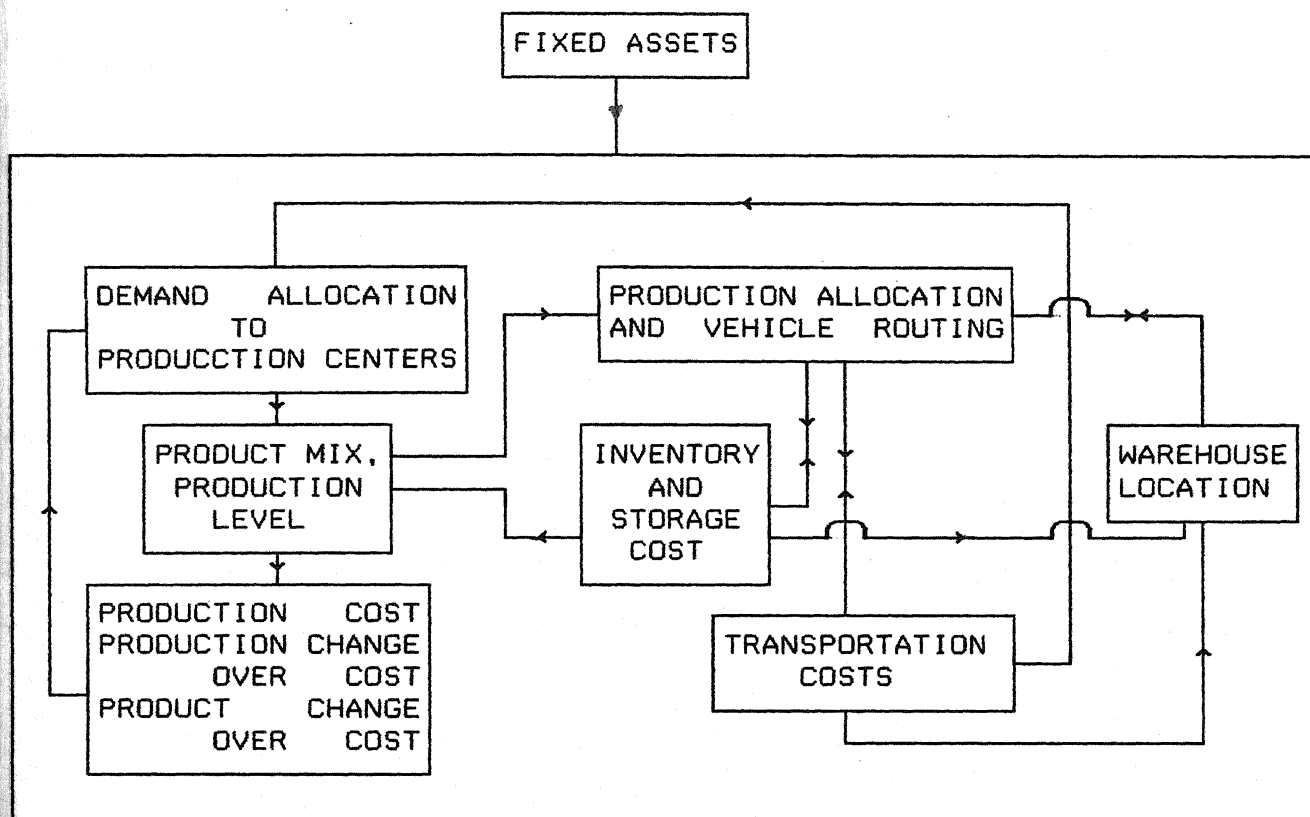 FIXED ASSETS
DEMAND ALLOCATION
TO
PRODUCCTION CENTERS
PRODUCTION ALLOCATION
AND VEHICLE ROUTING
PRODUCT MIX,
PRODUCTION
LEVEL
INVENTORY
AND
STORAGE
COST
WAREHOUSE
LOCATION
PRODUCTION COST
PRODUCTION CHANGE
OVER COST
PRODUCT CHANGE
OVER COST
TRANSPORTATION
COSTS